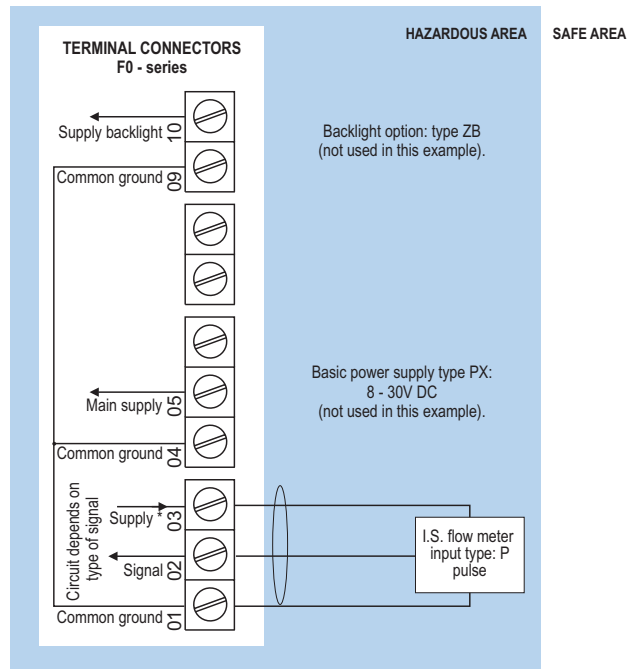 HAZARDOUS AREA
SAFE AREA
TERMINAL CONNECTORS
F0 - series
Supply backlight
10
Common ground
09
Backlight option: type ZB
(not used in this example).
Main supply
05
Common ground
04
Basic power supply type PX:
8 - 30V DC
(not used in this example).
Circuit depends on
type of signal
Supply *
03
Signal
02
Common ground
01
I.S. flow meter
input type: P
pulse